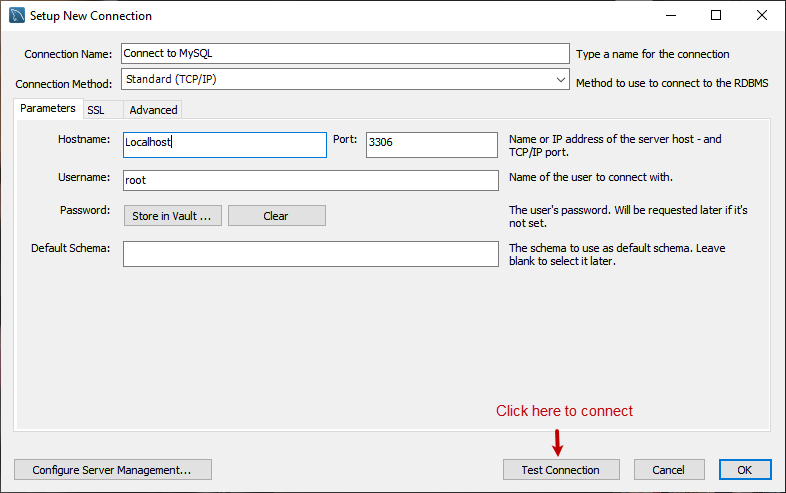 Setup New Connection
Connection Name: Connect to MySQL Type a name for the connection
Connection Method: Standard (TCP/IP) Method to use to connect to the RDBMS
Parameters SSL Advanced
Hostname: Localhost Port: 3306 Name or IP address of the server host - and
TCP/IP port.
Username: root Name of the user to connect with.
Password: Store in Vault ... Clear The user's password. Will be requested later if it's
not set.
Default Schema: The schema to use as default schema. Leave
blank to select it later.
Click here to connect
Configure Server Management... Test Connection Cancel OK